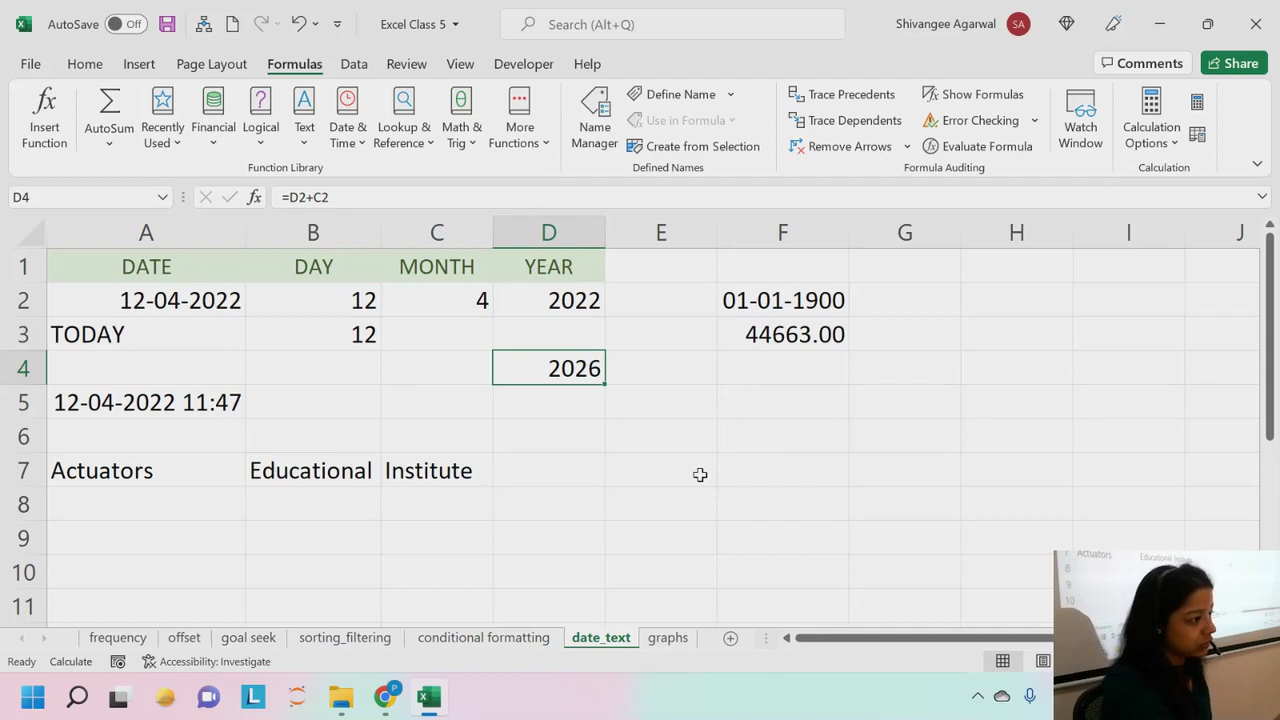 AutoSave Off Excel Class 5 Search (Alt+Q) Shivangee Agarwal SA
File Home Insert Page Layout Formulas Data Review View Developer Help Comments Share
Insert Function
AutoSum
Recently Used
Financial
Logical
Text
Date & Time
Lookup & Reference
Math & Trig
More Functions
Function Library
Name Manager
Define Name
Use in Formula
Create from Selection
Defined Names
Trace Precedents
Trace Dependents
Remove Arrows
Show Formulas
Error Checking
Evaluate Formula
Formula Auditing
Watch Window
Calculation Options
Calculation
D4 fx =D2+C2
A B C D E F G H I J
1 DATE DAY MONTH YEAR
2 12-04-2022 12 4 2022 01-01-1900
3 TODAY 12 44663.00
4 2026
5 12-04-2022 11:47
6
7 Actuators Educational Institute
8
9
10
11
frequency offset goal seek sorting_filtering conditional formatting date_text graphs
Ready Calculate Accessibility: Investigate